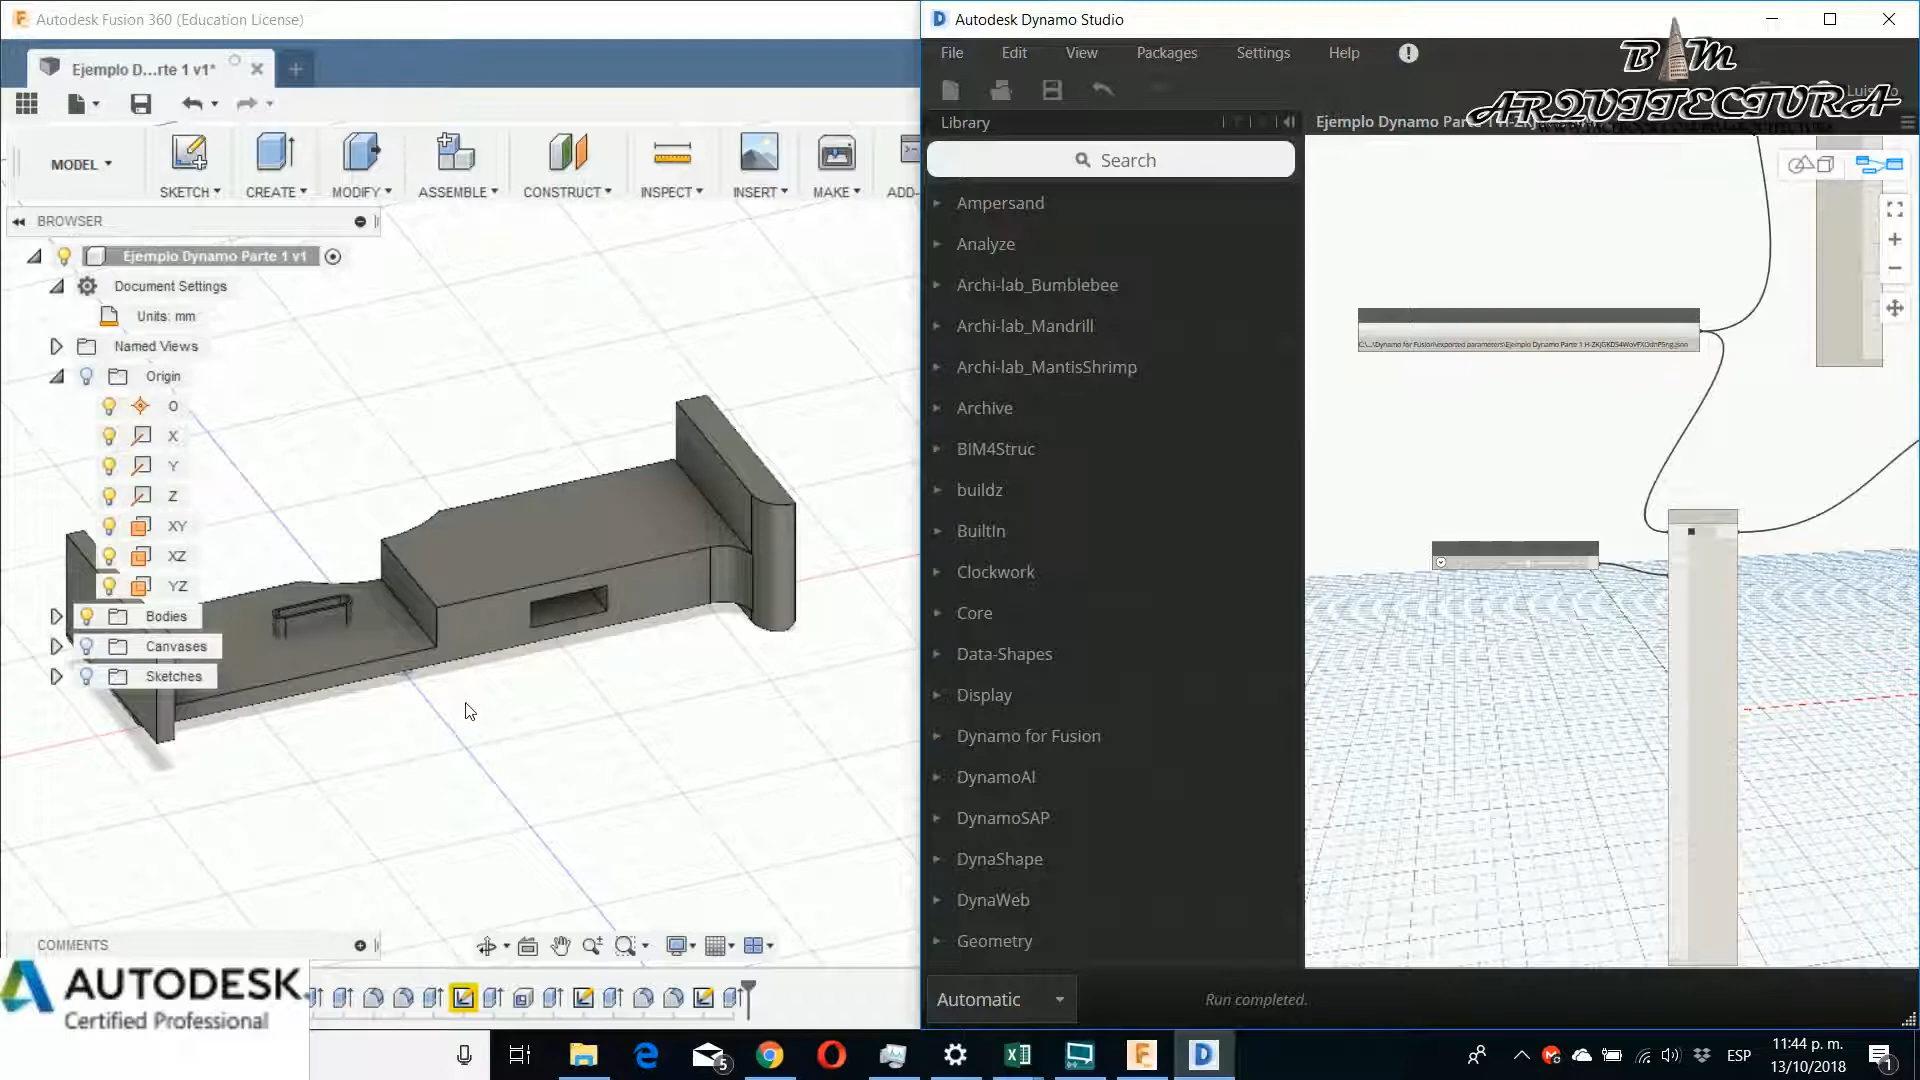 Autodesk Fusion 360 (Education License)
Ejemplo D...rte 1 v1*
MODEL
SKETCH
CREATE
MODIFY
ASSEMBLE
CONSTRUCT
INSPECT
INSERT
MAKE
ADD-
BROWSER
Ejemplo Dynamo Parte 1 v1
Document Settings
Units: mm
Named Views
Origin
O
X
Y
Z
XY
XZ
YZ
Bodies
Canvases
Sketches
COMMENTS
AUTODESK.
Certified Professional
Autodesk Dynamo Studio
File Edit View Packages Settings Help
BIM
ARQUITECTURA
Library
Ejemplo Dynamo Parte 1
Search
Ampersand
Analyze
Archi-lab_Bumblebee
Archi-lab_Mandrill
Archi-lab_MantisShrimp
Archive
BIM4Struc
buildz
BuiltIn
Clockwork
Core
Data-Shapes
Display
Dynamo for Fusion
DynamoAI
DynamoSAP
DynaShape
DynaWeb
Geometry
Automatic
Run completed.
5
ESP
11:44 p. m.
13/10/2018
1